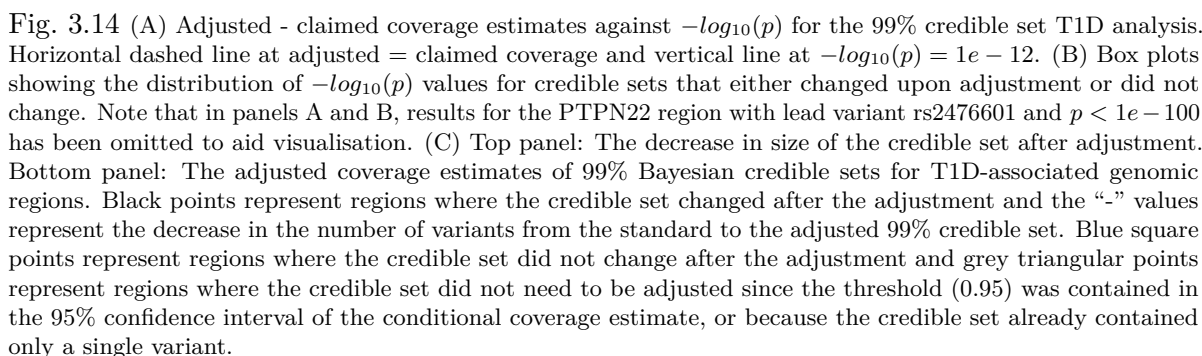 Fig. 3.14 (A) Adjusted - claimed coverage estimates against −log10(p) for the 99% credible set T1D analysis.
Horizontal dashed line at adjusted = claimed coverage and vertical line at −log10(p) = 1e − 12. (B) Box plots
showing the distribution of −log10(p) values for credible sets that either changed upon adjustment or did not
change. Note that in panels A and B, results for the PTPN22 region with lead variant rs2476601 and p < 1e − 100
has been omitted to aid visualisation. (C) Top panel: The decrease in size of the credible set after adjustment.
Bottom panel: The adjusted coverage estimates of 99% Bayesian credible sets for T1D-associated genomic
regions. Black points represent regions where the credible set changed after the adjustment and the “-” values
represent the decrease in the number of variants from the standard to the adjusted 99% credible set. Blue square
points represent regions where the credible set did not change after the adjustment and grey triangular points
represent regions where the credible set did not need to be adjusted since the threshold (0.95) was contained in
the 95% confidence interval of the conditional coverage estimate, or because the credible set already contained
only a single variant.